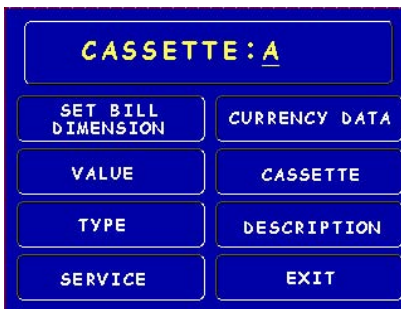 CASSETTE:A
SET BILL
DIMENSION
CURRENCY DATA
VALUE
CASSETTE
TYPE
DESCRIPTION
SERVICE
EXIT